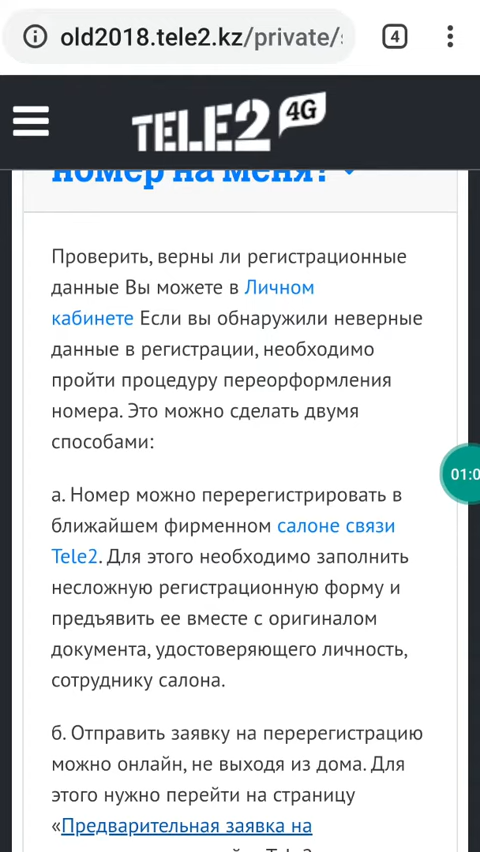 old2018.tele2.kz/private/
4
TELE2 4G
номер на меня?
Проверить, верны ли регистрационные
данные Вы можете в Личном
кабинете Если вы обнаружили неверные
данные в регистрации, необходимо
пройти процедуру переоформления
номера. Это можно сделать двумя
способами:
а. Номер можно перерегистрировать в
ближайшем фирменном салоне связи
Tele2. Для этого необходимо заполнить
несложную регистрационную форму и
предъявить ее вместе с оригиналом
документа, удостоверяющего личность,
сотруднику салона.
01:0
б. Отправить заявку на перерегистрацию
можно онлайн, не выходя из дома. Для
этого нужно перейти на страницу
«Предварительная заявка на